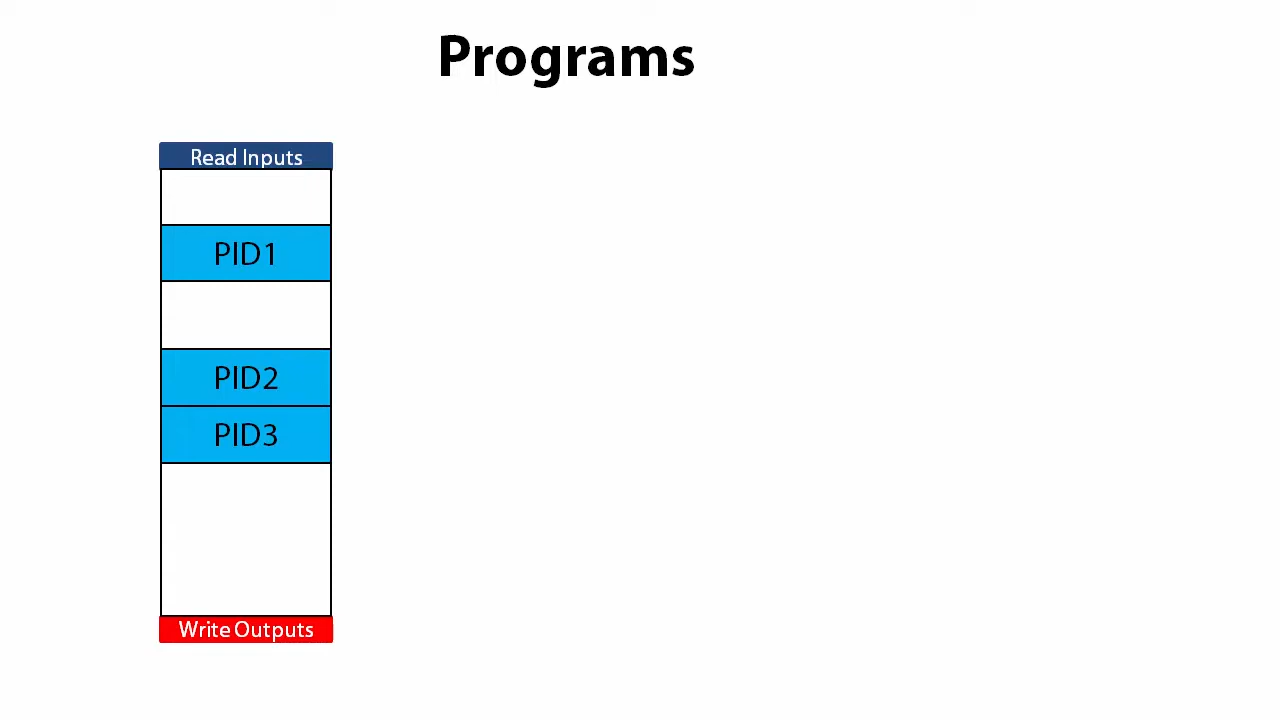 Programs
Read Inputs
PID1
PID2
PID3
Write Outputs